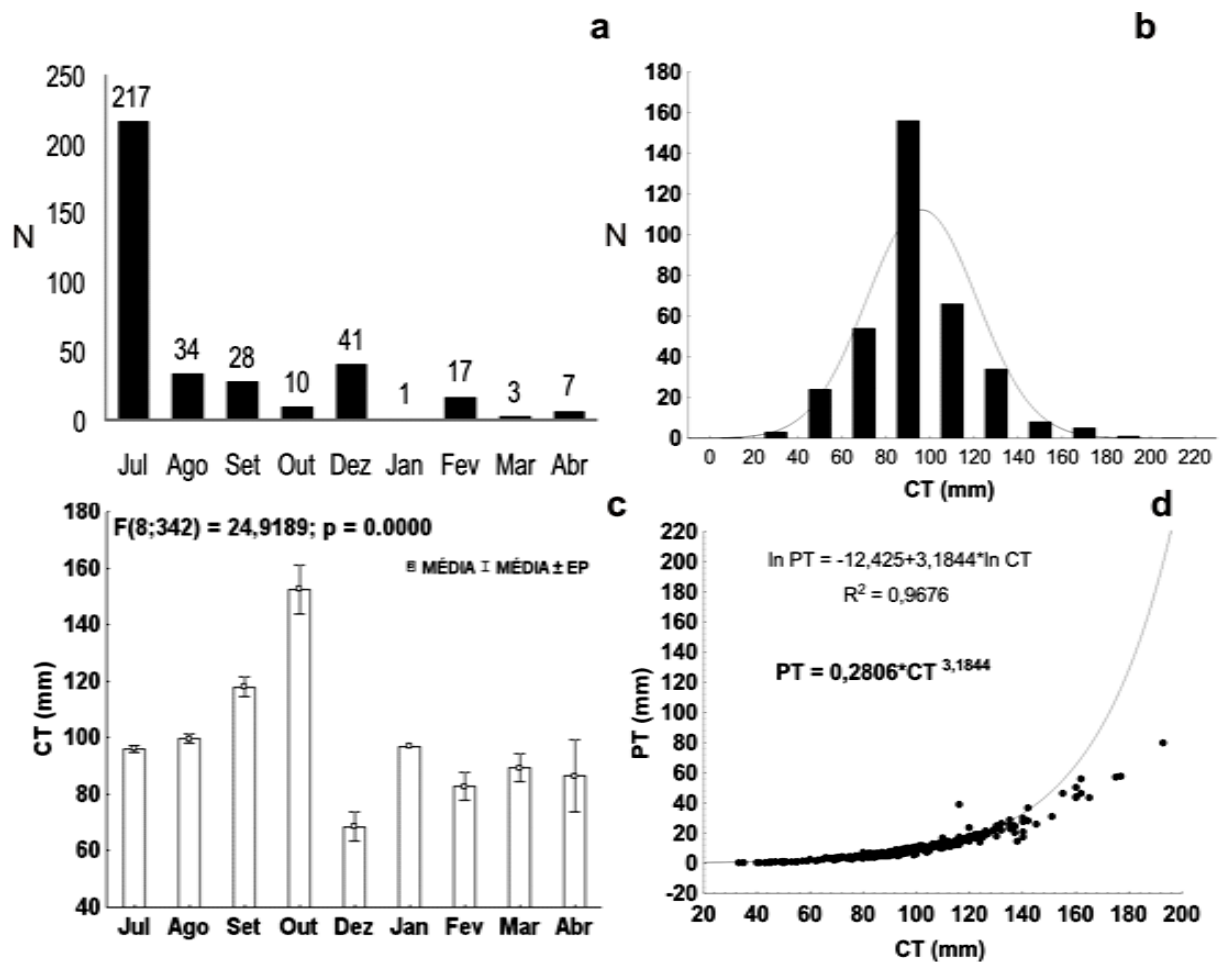 a
250
200
150
100
50
0
N
217
34
28
10
41
1
17
3
7
Jul Ago Set Out Dez Jan Fev Mar Abr
b
180
160
140
120
100
80
60
40
20
0
N
0 20 40 60 80 100 120 140 160 180 200 220
CT (mm)
c
F(8;342) = 24,9189; p = 0.0000
MÉDIA MÉDIA ± EP
180
160
140
120
100
80
60
40
CT (mm)
Jul Ago Set Out Dez Jan Fev Mar Abr
d
ln PT = -12,425+3,1844*ln CT
R² = 0,9676
PT = 0,2806*CT 3,1844
220
200
180
160
140
120
100
80
60
40
20
0
-20
PT (mm)
20 40 60 80 100 120 140 160 180 200
CT (mm)